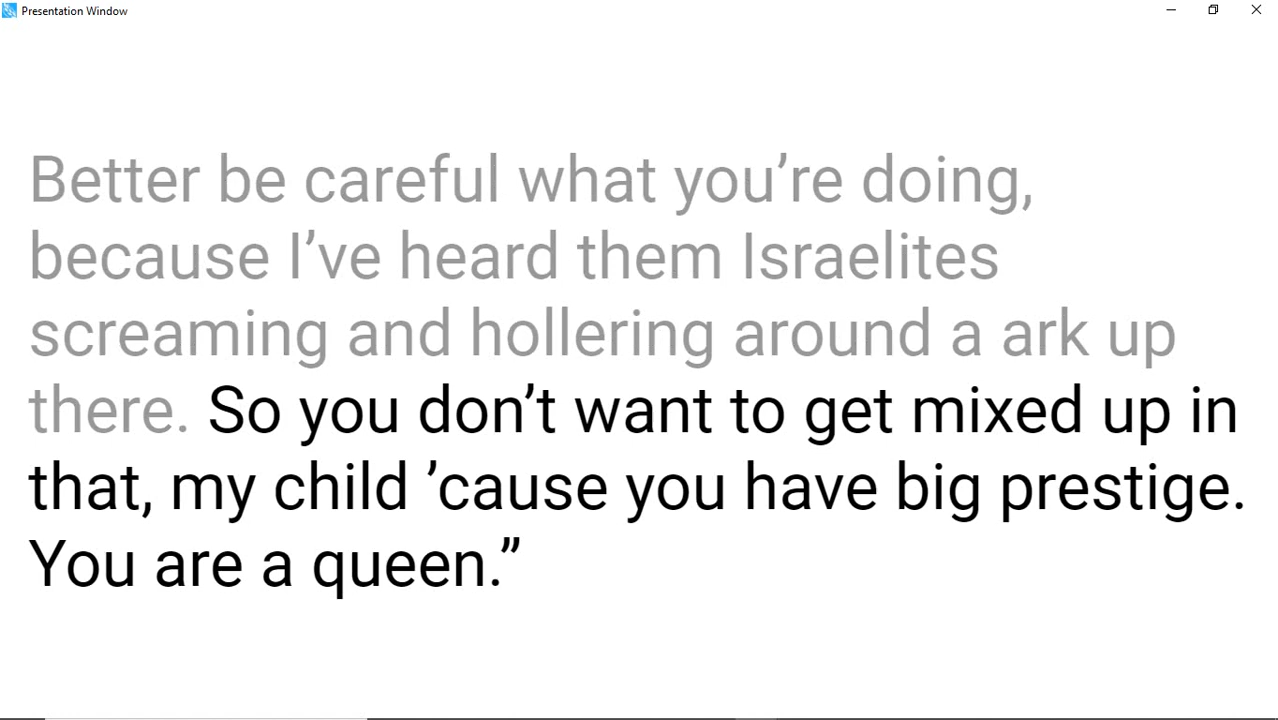 Presentation Window
Better be careful what you’re doing,
because I’ve heard them Israelites
screaming and hollering around a ark up
there. So you don’t want to get mixed up in
that, my child ’cause you have big prestige.
You are a queen.”